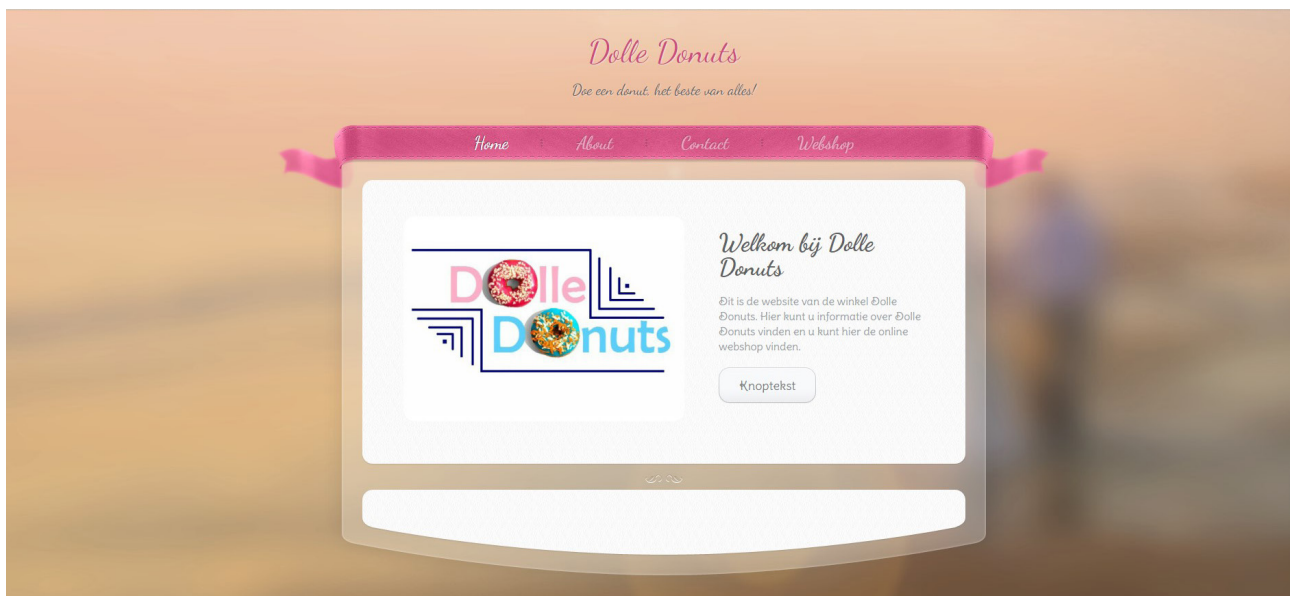 Dolle Donuts
Doe een donut, het beste van alles!
Home About Contact Webshop
Dolle
Donuts
Welkom bij Dolle
Donuts
Dit is de website van de winkel Dolle
Donuts. Hier kunt u informatie over Dolle
Donuts vinden en u kunt hier de online
webshop vinden.
Knoptekst